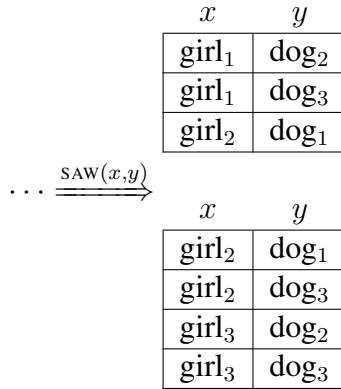 x y
girl₁ dog₂
girl₁ dog₃
girl₂ dog₁
··· SAW(x,y)⟹
x y
girl₂ dog₁
girl₂ dog₃
girl₃ dog₂
girl₃ dog₃